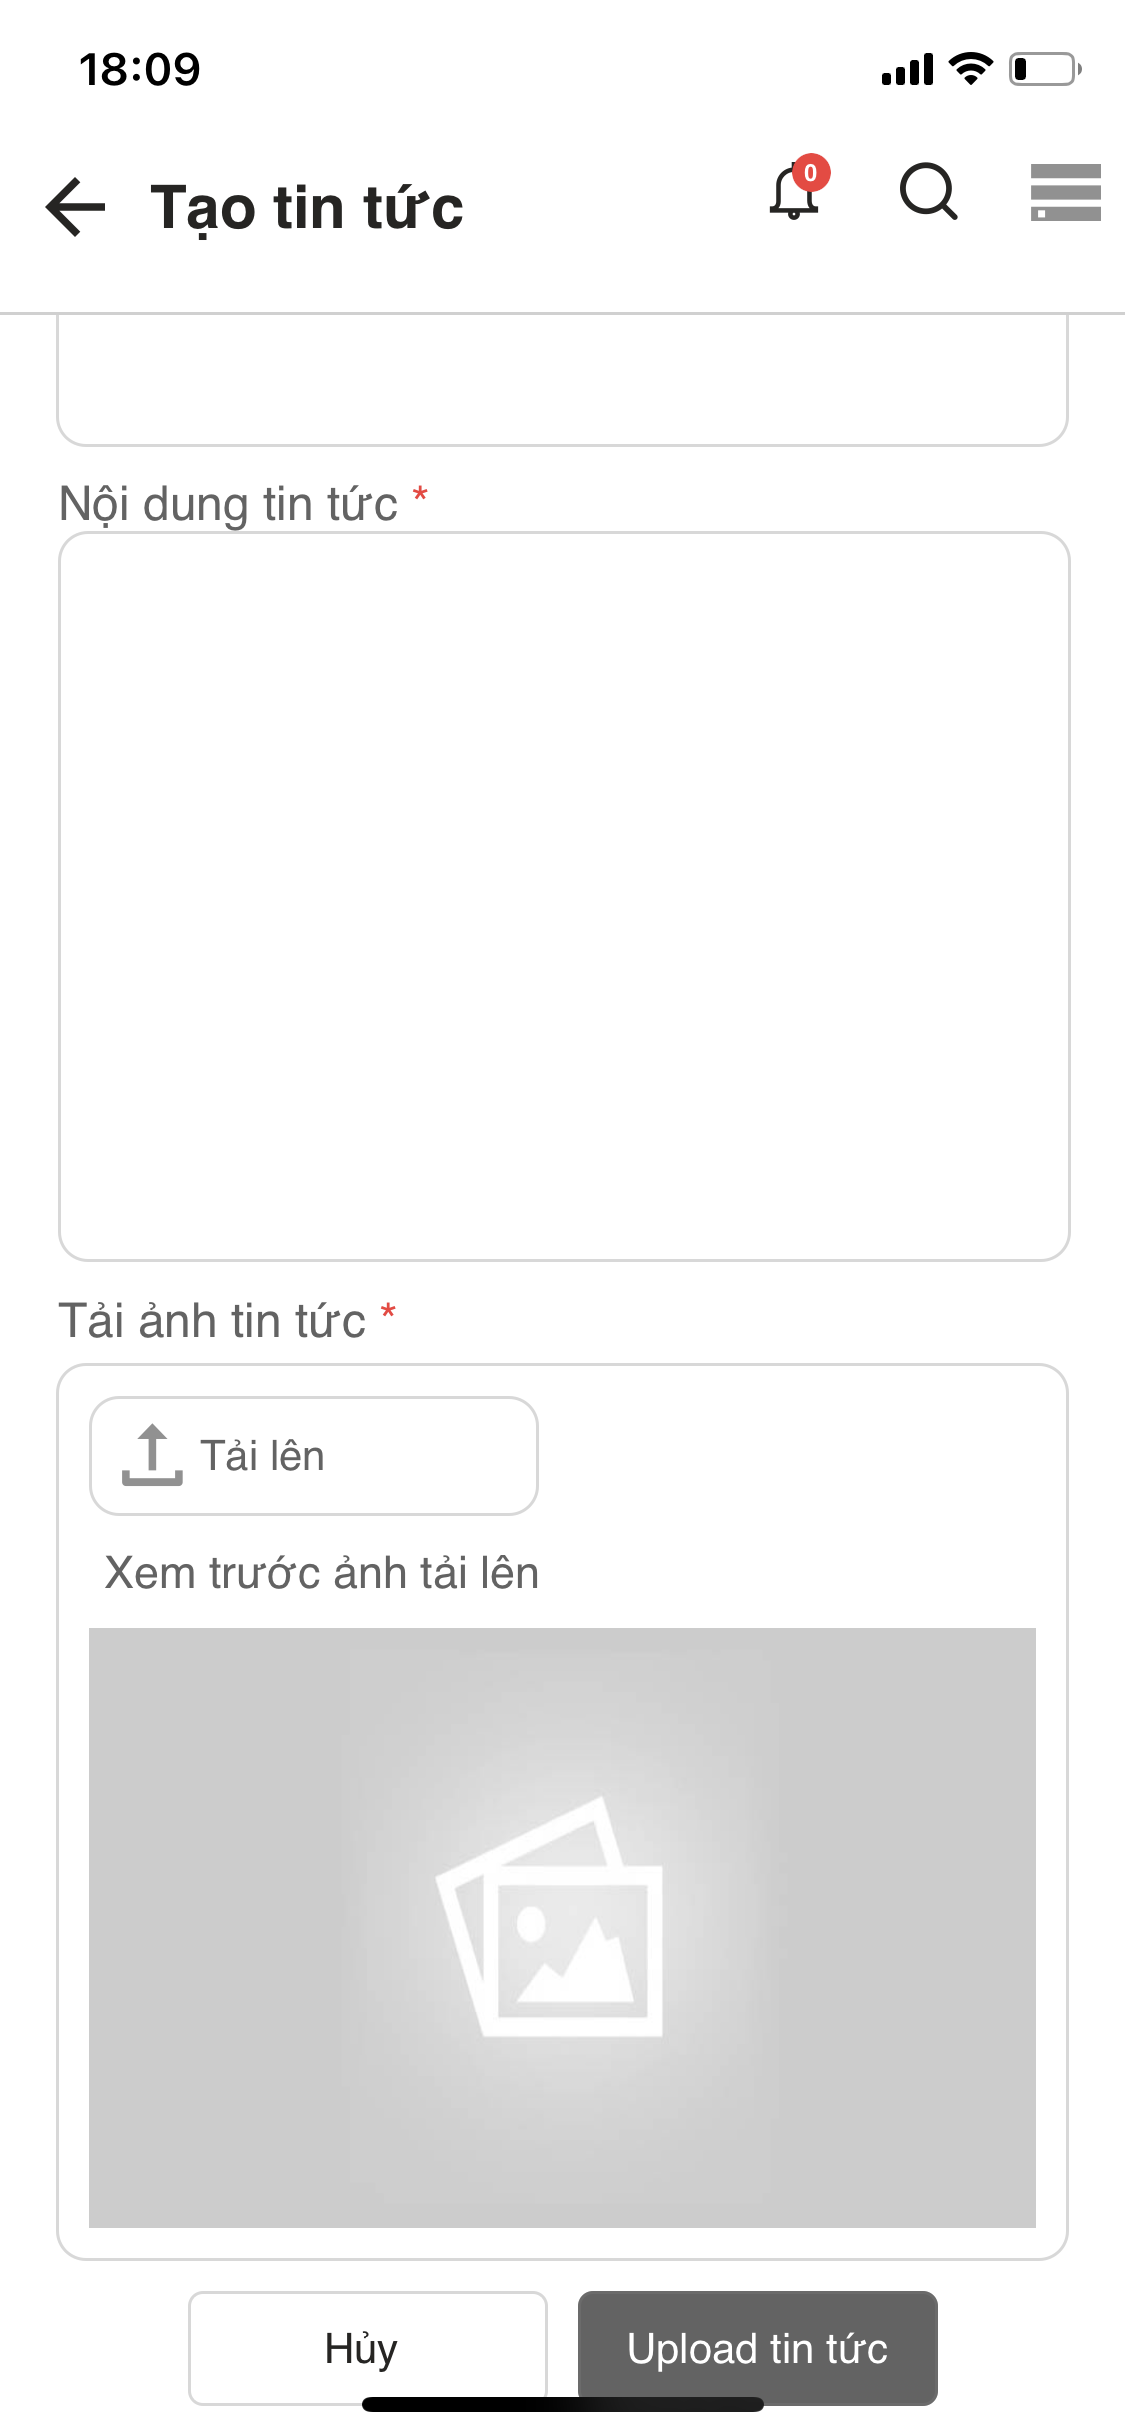 18:09
Tạo tin tức
0
Nội dung tin tức *
Tải ảnh tin tức *
Tải lên
Xem trước ảnh tải lên
Hủy
Upload tin tức